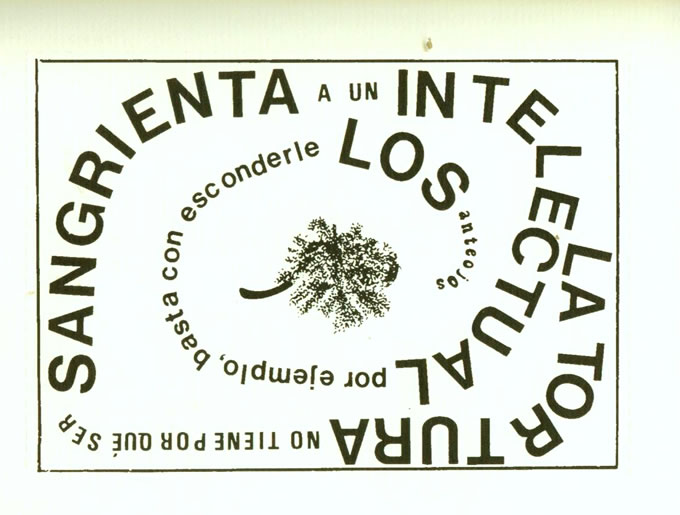 LA TORTURA NO TIENE POR QUÉ SER SANGRIENTA A UN INTELECTUAL por ejemplo, basta con esconderle LOS anteojos